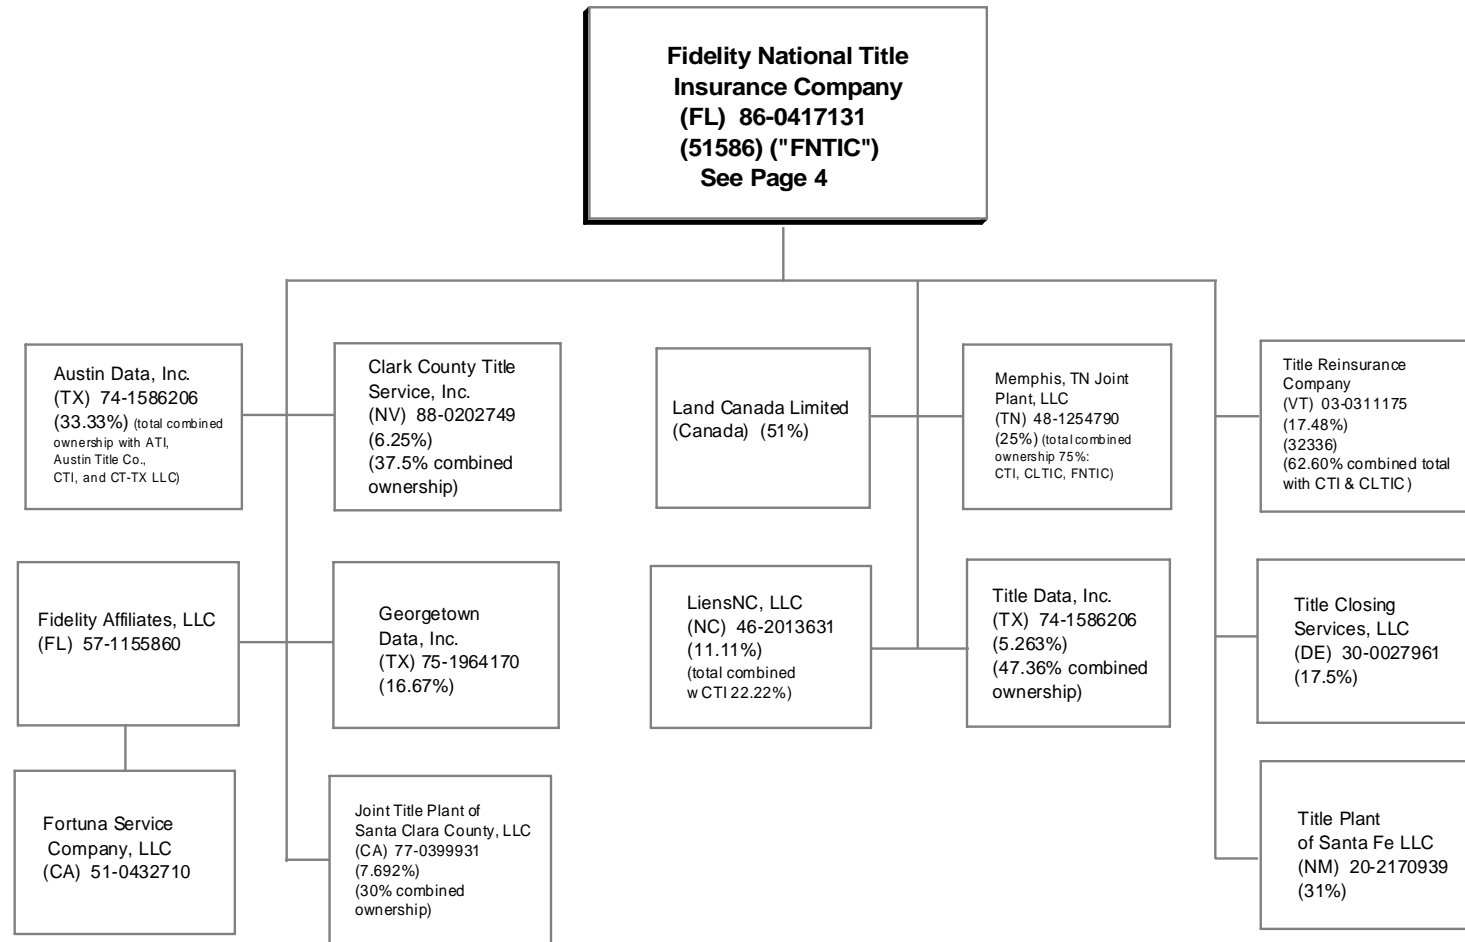 Fidelity National Title
Insurance Company
(FL) 86-0417131
(51586) ("FNTIC")
See Page 4
Austin Data, Inc.
(TX) 74-1586206
(33.33%) (total combined
ownership with ATI,
Austin Title Co.,
CTI, and CT-TX LLC)
Clark County Title
Service, Inc.
(NV) 88-0202749
(6.25%)
(37.5% combined
ownership)
Land Canada Limited
(Canada) (51%)
Memphis, TN Joint
Plant, LLC
(TN) 48-1254790
(25%) (total combined
ownership 75%:
CTI, CLTIC, FNTIC)
Title Reinsurance
Company
(VT) 03-0311175
(17.48%)
(32336)
(62.60% combined total
with CTI & CLTIC)
Fidelity Affiliates, LLC
(FL) 57-1155860
Georgetown
Data, Inc.
(TX) 75-1964170
(16.67%)
LiensNC, LLC
(NC) 46-2013631
(11.11%)
(total combined
w CTI 22.22%)
Title Data, Inc.
(TX) 74-1586206
(5.263%)
(47.36% combined
ownership)
Title Closing
Services, LLC
(DE) 30-0027961
(17.5%)
Fortuna Service
Company, LLC
(CA) 51-0432710
Joint Title Plant of
Santa Clara County, LLC
(CA) 77-0399931
(7.692%)
(30% combined
ownership)
Title Plant
of Santa Fe LLC
(NM) 20-2170939
(31%)